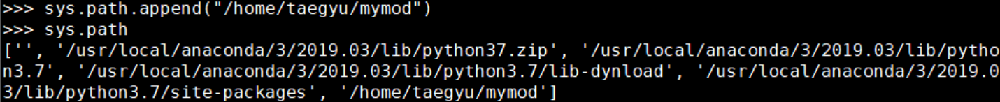 >>> sys.path.append("/home/taegyu/mymod")
>>> sys.path
['', '/usr/local/anaconda/3/2019.03/lib/python37.zip', '/usr/local/anaconda/3/2019.03/lib/pytho
n3.7', '/usr/local/anaconda/3/2019.03/lib/python3.7/lib-dynload', '/usr/local/anaconda/3/2019.0
3/lib/python3.7/site-packages', '/home/taegyu/mymod']